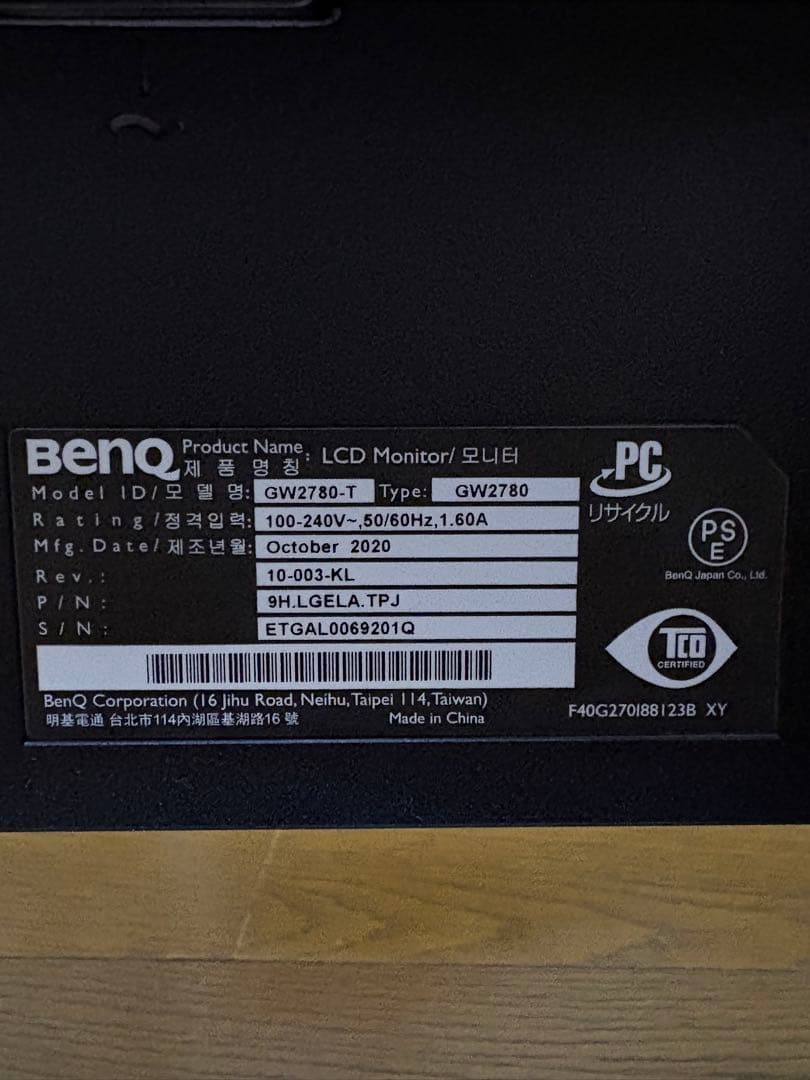 BenQ Product Name : LCD Monitor/ 모니터
제 품 명 칭
Model ID/모 델 명: GW2780-T Type: GW2780
Rating/정격입력: 100-240V~,50/60Hz,1.60A
Mfg. Date/제조년월: October 2020
Rev.: 10-003-KL
P/N: 9H.LGELA.TPJ
S/N: ETGAL0069201Q
BenQ Corporation (16 Jihu Road, Neihu, Taipei 114, Taiwan)
明基電通 台北市114內湖區基湖路16 號 Made in China
PC
リサイクル
PS
E
BenQ Japan Co., Ltd.
TCO
CERTIFIED
F40G270I88123B XY